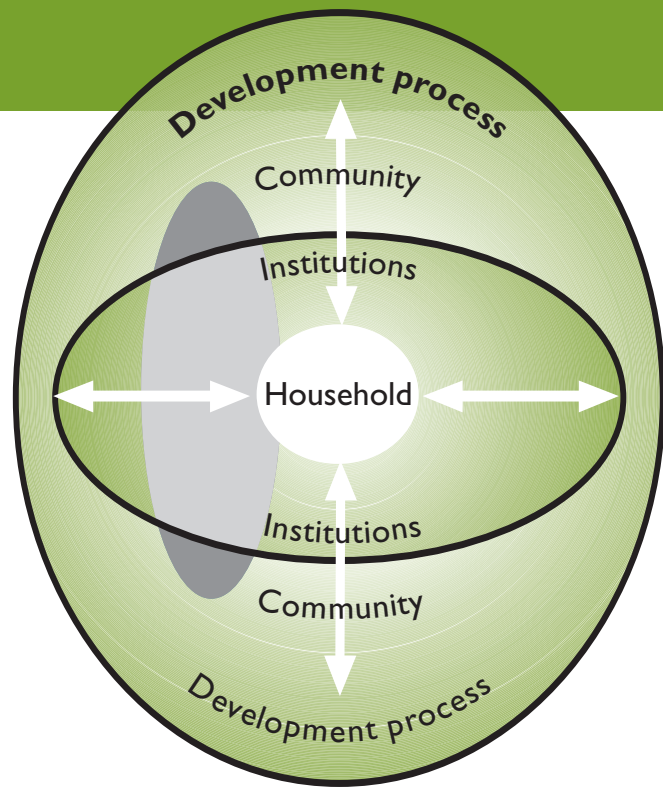 Development process
Community
Institutions
Household
Institutions
Community
Development process